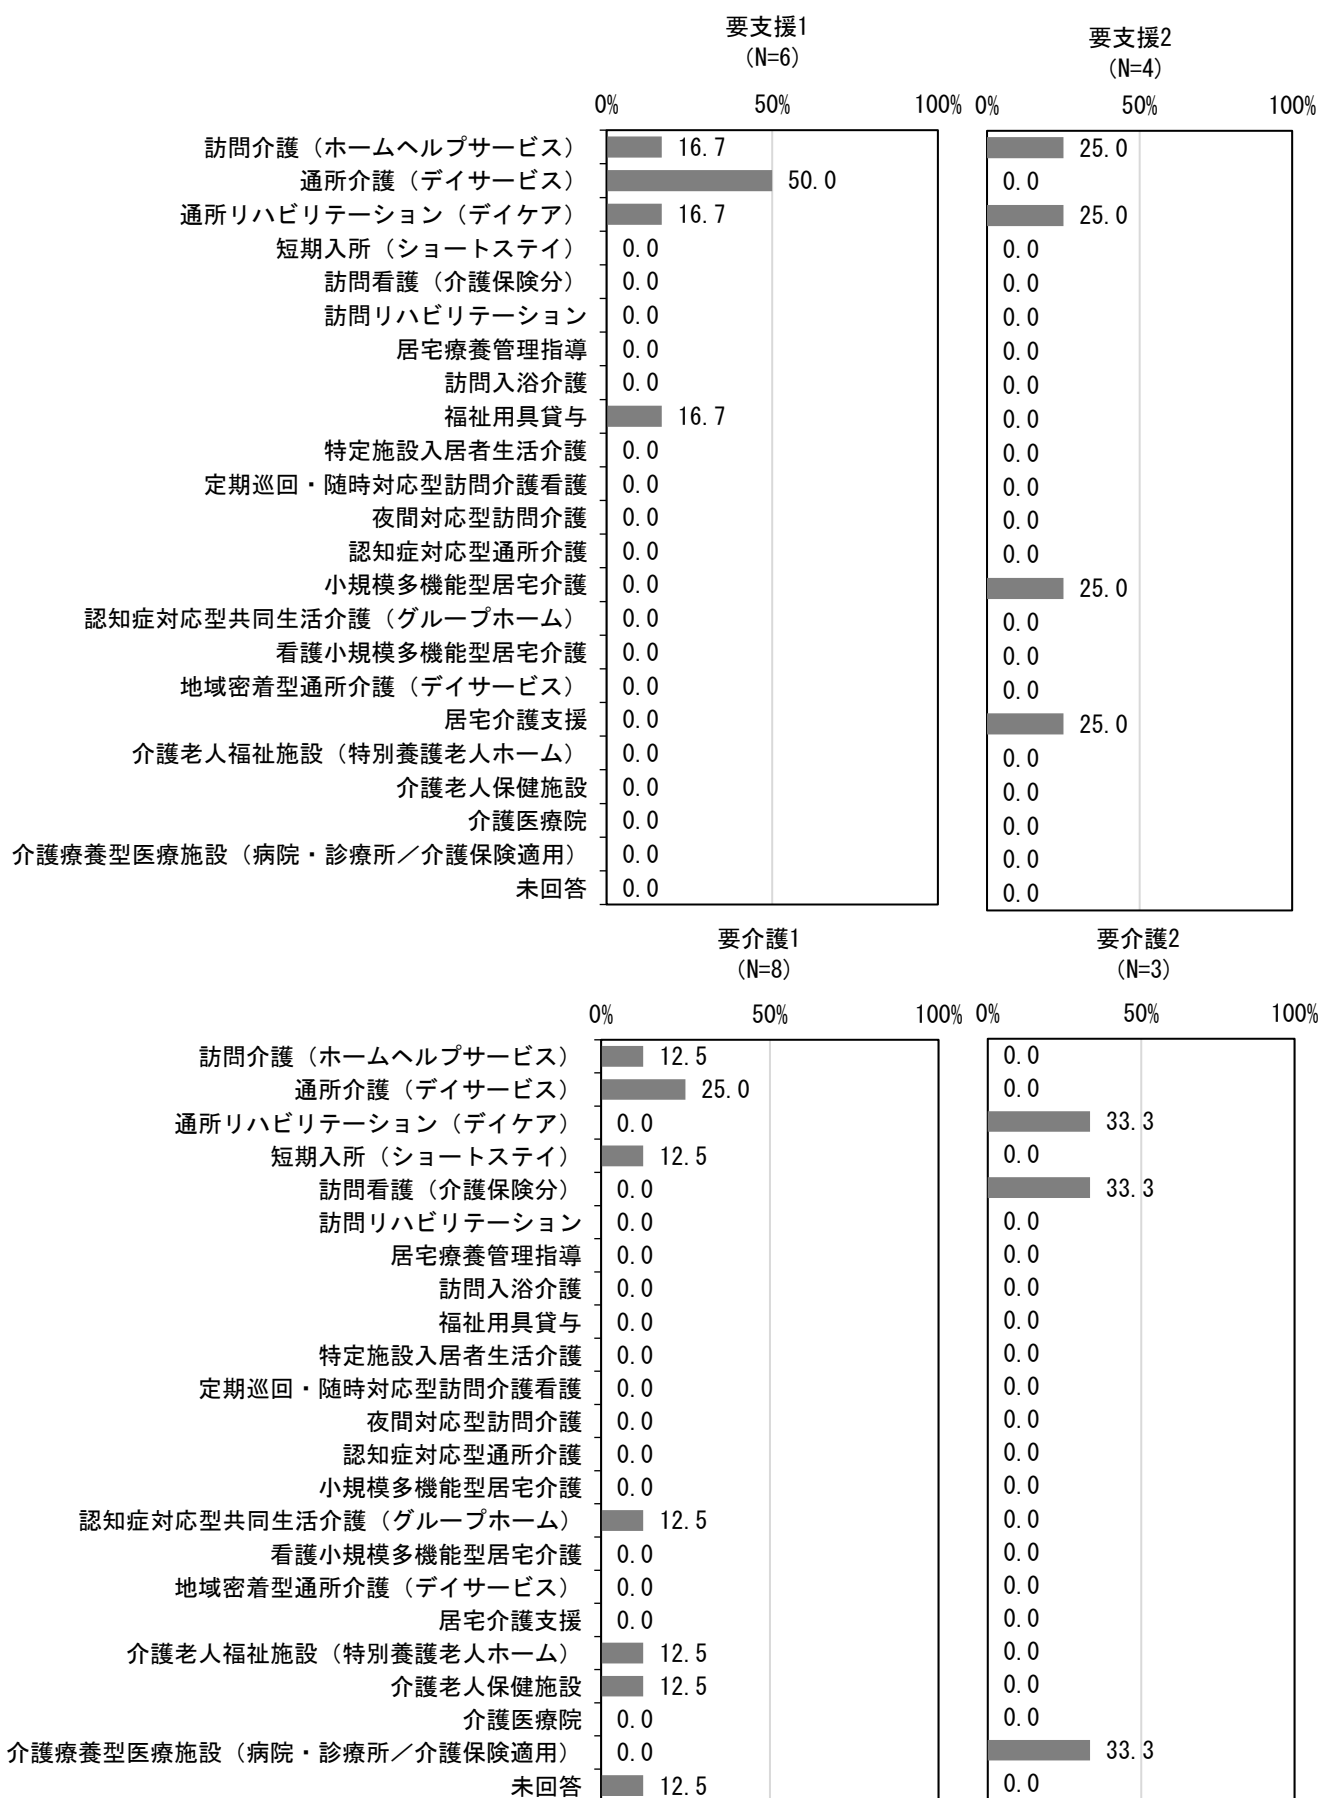 要支援1
(N=6)
要支援2
(N=4)
0% 50% 100% 0% 50% 100%
訪問介護（ホームヘルプサービス） 16.7 25.0
通所介護（デイサービス） 50.0 0.0
通所リハビリテーション（デイケア） 16.7 25.0
短期入所（ショートステイ） 0.0 0.0
訪問看護（介護保険分） 0.0 0.0
訪問リハビリテーション 0.0 0.0
居宅療養管理指導 0.0 0.0
訪問入浴介護 0.0 0.0
福祉用具貸与 16.7 0.0
特定施設入居者生活介護 0.0 0.0
定期巡回・随時対応型訪問介護看護 0.0 0.0
夜間対応型訪問介護 0.0 0.0
認知症対応型通所介護 0.0 0.0
小規模多機能型居宅介護 0.0 25.0
認知症対応型共同生活介護（グループホーム） 0.0 0.0
看護小規模多機能型居宅介護 0.0 0.0
地域密着型通所介護（デイサービス） 0.0 0.0
居宅介護支援 0.0 25.0
介護老人福祉施設（特別養護老人ホーム） 0.0 0.0
介護老人保健施設 0.0 0.0
介護医療院 0.0 0.0
介護療養型医療施設（病院・診療所／介護保険適用） 0.0 0.0
未回答 0.0 0.0
要介護1
(N=8)
要介護2
(N=3)
0% 50% 100% 0% 50% 100%
訪問介護（ホームヘルプサービス） 12.5 0.0
通所介護（デイサービス） 25.0 0.0
通所リハビリテーション（デイケア） 0.0 33.3
短期入所（ショートステイ） 12.5 0.0
訪問看護（介護保険分） 0.0 33.3
訪問リハビリテーション 0.0 0.0
居宅療養管理指導 0.0 0.0
訪問入浴介護 0.0 0.0
福祉用具貸与 0.0 0.0
特定施設入居者生活介護 0.0 0.0
定期巡回・随時対応型訪問介護看護 0.0 0.0
夜間対応型訪問介護 0.0 0.0
認知症対応型通所介護 0.0 0.0
小規模多機能型居宅介護 0.0 0.0
認知症対応型共同生活介護（グループホーム） 12.5 0.0
看護小規模多機能型居宅介護 0.0 0.0
地域密着型通所介護（デイサービス） 0.0 0.0
居宅介護支援 0.0 0.0
介護老人福祉施設（特別養護老人ホーム） 12.5 0.0
介護老人保健施設 12.5 0.0
介護医療院 0.0 0.0
介護療養型医療施設（病院・診療所／介護保険適用） 0.0 33.3
未回答 12.5 0.0